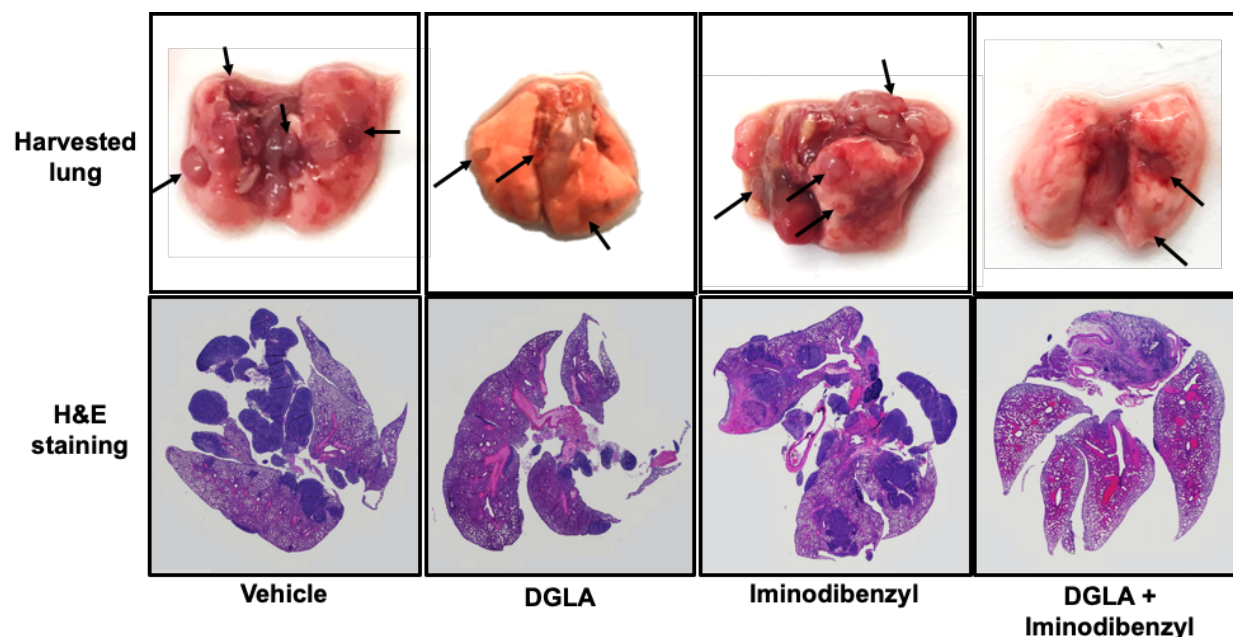 Harvested
lung
H&E
staining
Vehicle
DGLA
Iminodibenzyl
DGLA +
Iminodibenzyl